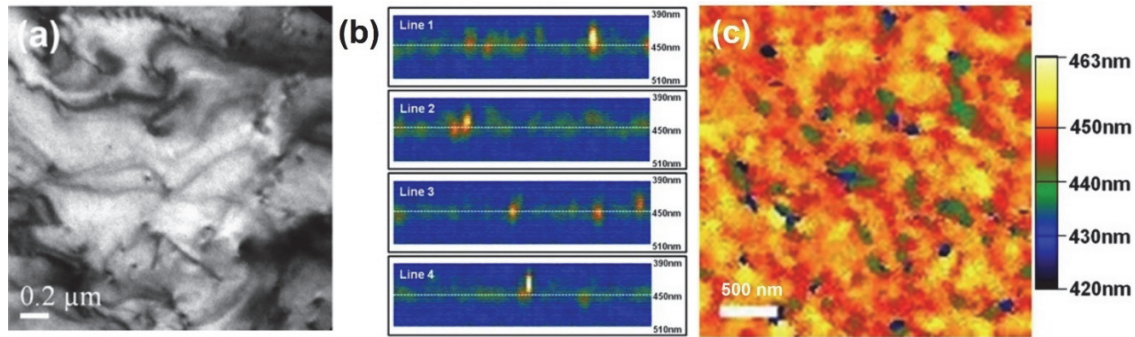 (a)
0.2 µm
(b)
Line 1
390nm
450nm
510nm
Line 2
390nm
450nm
510nm
Line 3
390nm
450nm
510nm
Line 4
390nm
450nm
510nm
(c)
500 nm
463nm
450nm
440nm
430nm
420nm